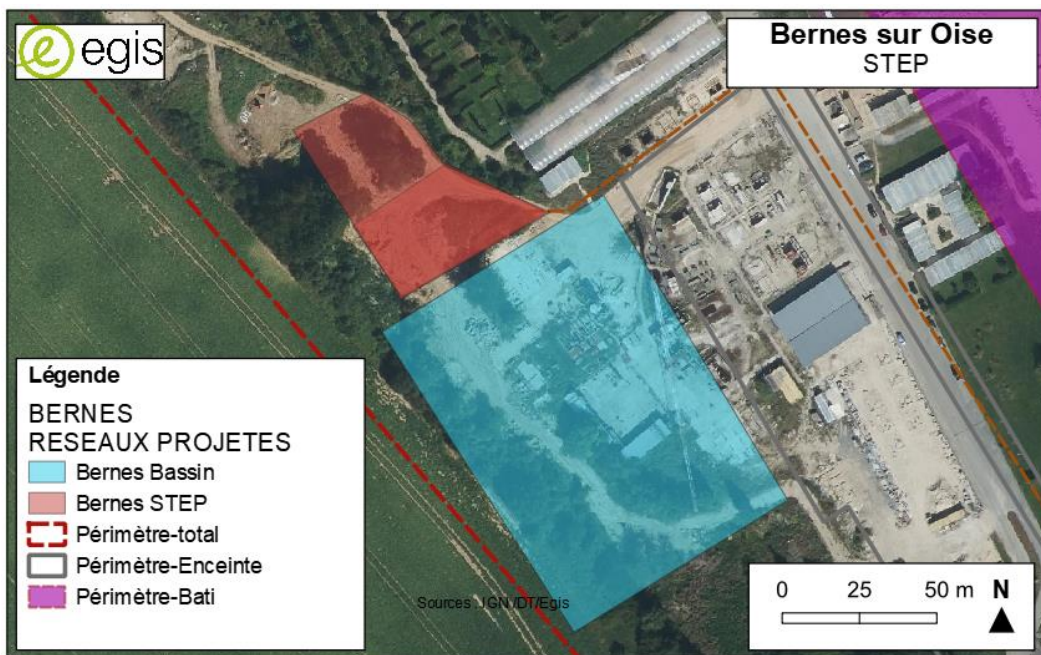 egis
Bernes sur Oise
STEP
Légende
BERNES
RESEAUX PROJETES
Bernes Bassin
Bernes STEP
Périmètre-total
Périmètre-Enceinte
Périmètre-Bati
Sources : IGN /DT/Egis
0 25 50 m N